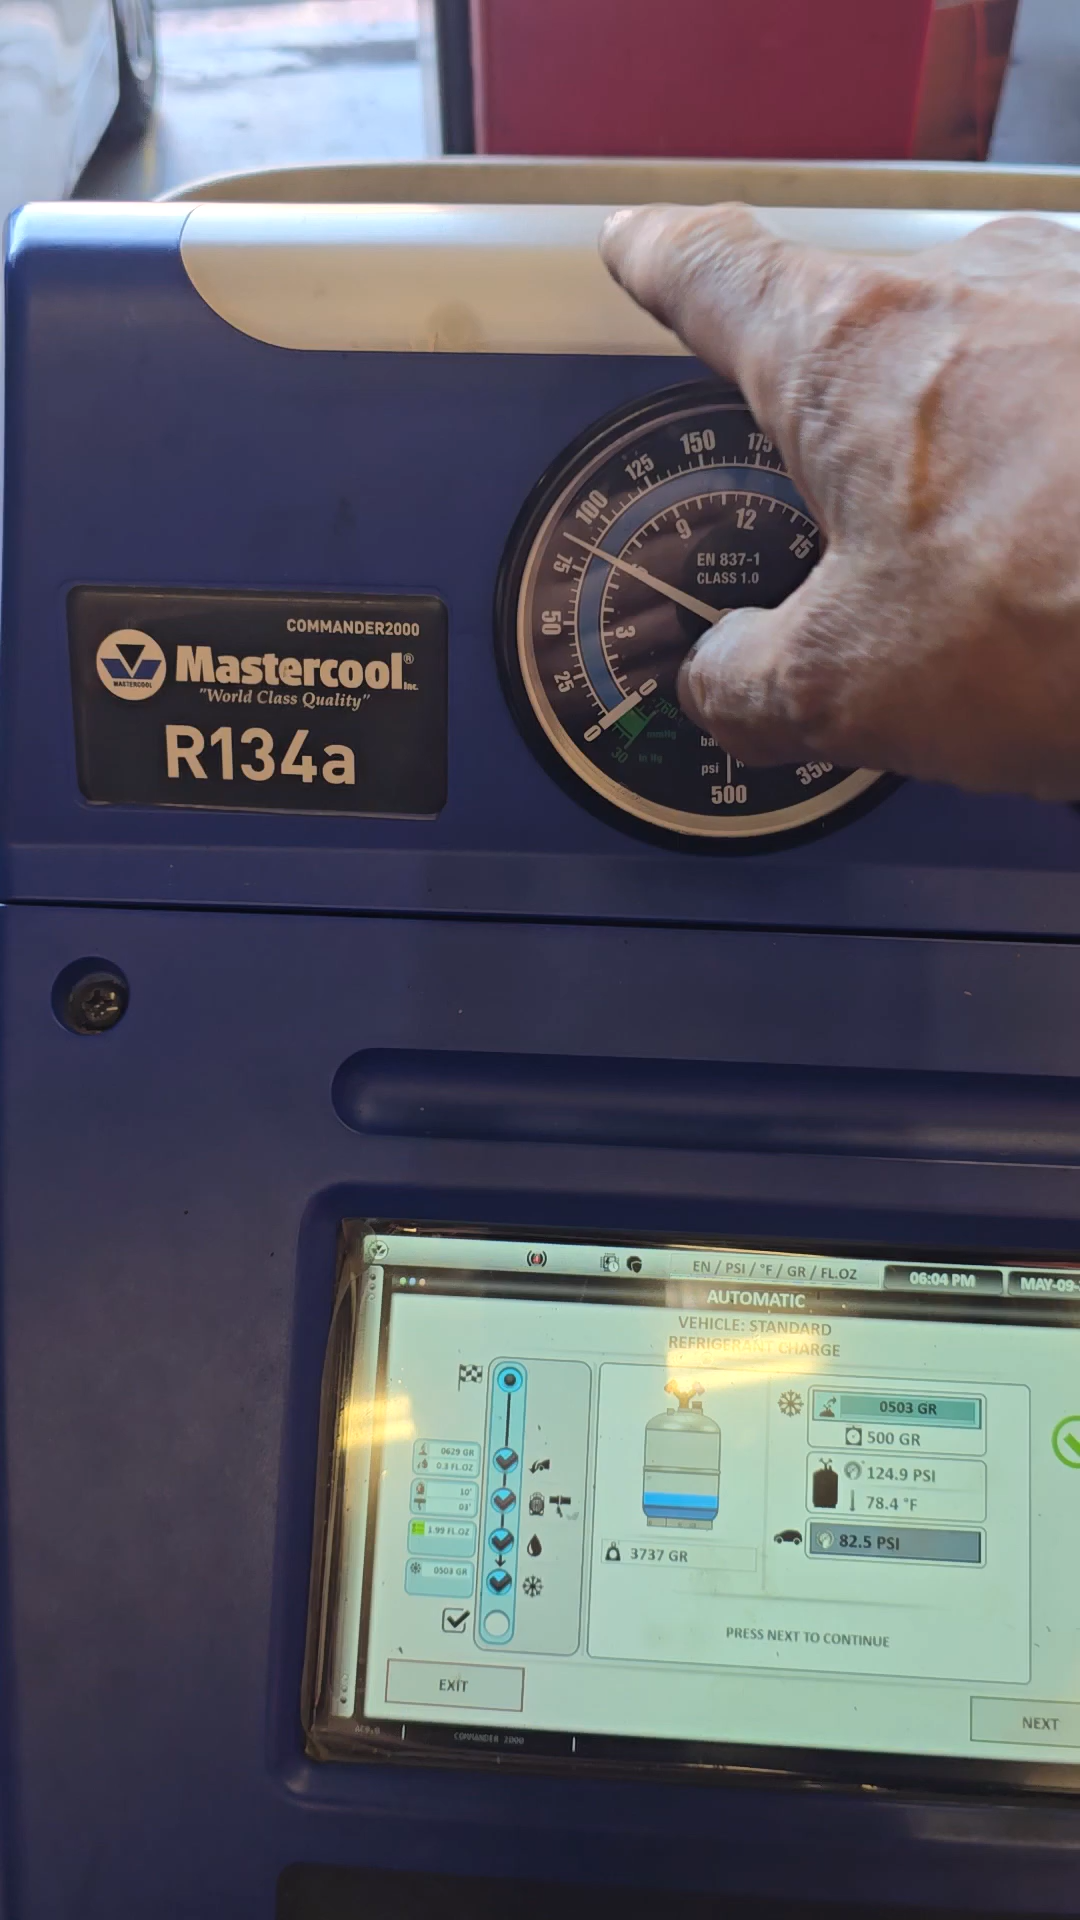 150
175
125
100
75
50
25
0
12
9
15
3
0
EN 837-1
CLASS 1.0
760
mmHg
30
In Hg
bar
psi
350
500
COMMANDER2000
MASTERCOOL
Mastercool® Inc.
"World Class Quality"
R134a
EN / PSI / °F / GR / FL.OZ
06:04 PM
MAY-09-
AUTOMATIC
VEHICLE: STANDARD
REFRIGERANT CHARGE
0503 GR
500 GR
124.9 PSI
78.4 °F
82.5 PSI
0629 GR
0.3 FL.OZ
10'
03'
1.99 FL.OZ
0503 GR
3737 GR
PRESS NEXT TO CONTINUE
EXIT
NEXT
COMMANDER 2000